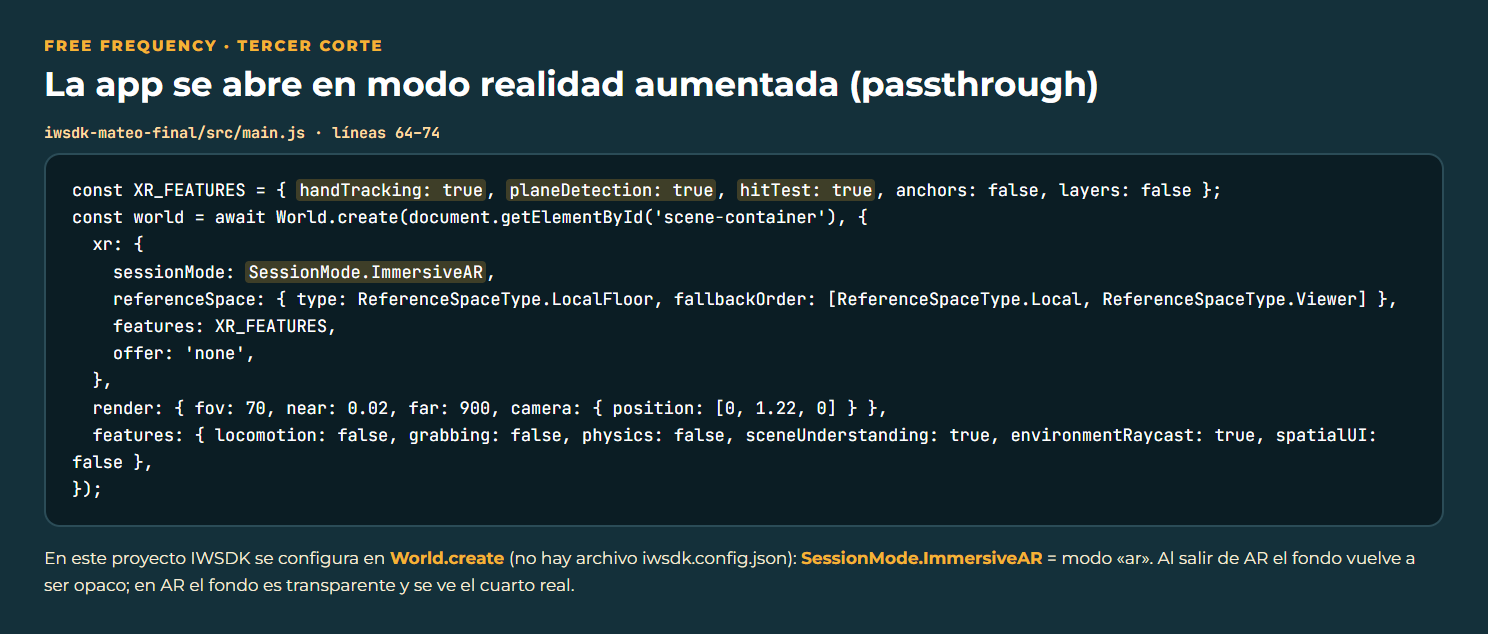 FREE FREQUENCY · TERCER CORTE
La app se abre en modo realidad aumentada (passthrough)
iwsdk-mateo-final/src/main.js · líneas 64–74
const XR_FEATURES = { handTracking: true, planeDetection: true, hitTest: true, anchors: false, layers: false };
const world = await World.create(document.getElementById('scene-container'), {
  xr: {
    sessionMode: SessionMode.ImmersiveAR,
    referenceSpace: { type: ReferenceSpaceType.LocalFloor, fallbackOrder: [ReferenceSpaceType.Local, ReferenceSpaceType.Viewer] },
    features: XR_FEATURES,
    offer: 'none',
  },
  render: { fov: 70, near: 0.02, far: 900, camera: { position: [0, 1.22, 0] } },
  features: { locomotion: false, grabbing: false, physics: false, sceneUnderstanding: true, environmentRaycast: true, spatialUI:
false },
});
En este proyecto IWSDK se configura en World.create (no hay archivo iwsdk.config.json): SessionMode.ImmersiveAR = modo «ar». Al salir de AR el fondo vuelve a
ser opaco; en AR el fondo es transparente y se ve el cuarto real.